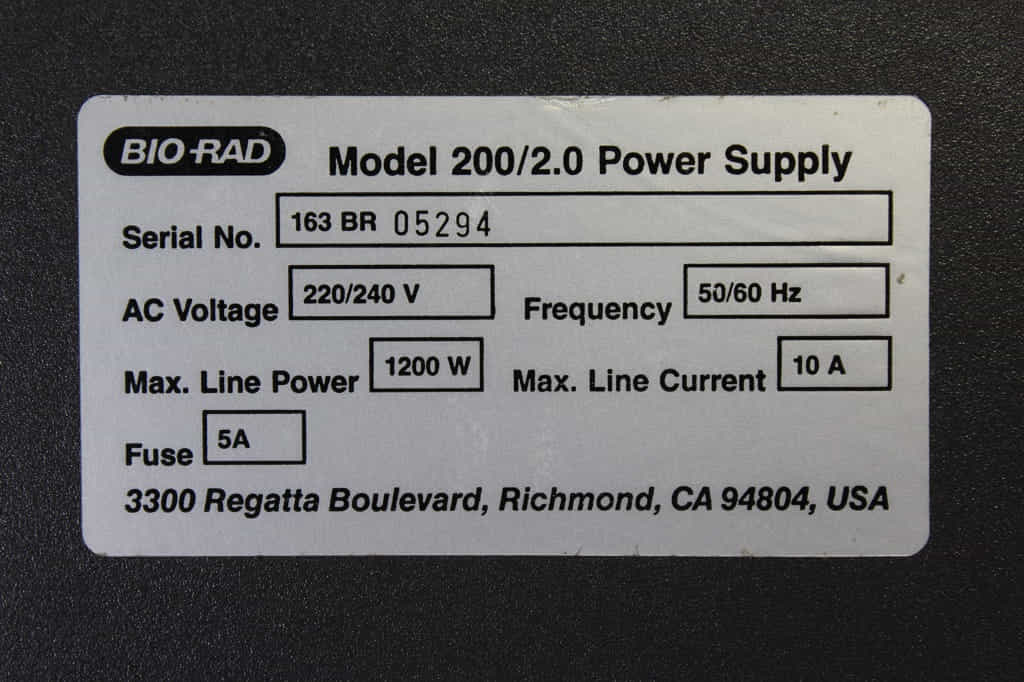 BIO-RAD
Model 200/2.0 Power Supply
Serial No. 163 BR 05294
AC Voltage 220/240 V Frequency 50/60 Hz
Max. Line Power 1200 W Max. Line Current 10 A
Fuse 5A
3300 Regatta Boulevard, Richmond, CA 94804, USA